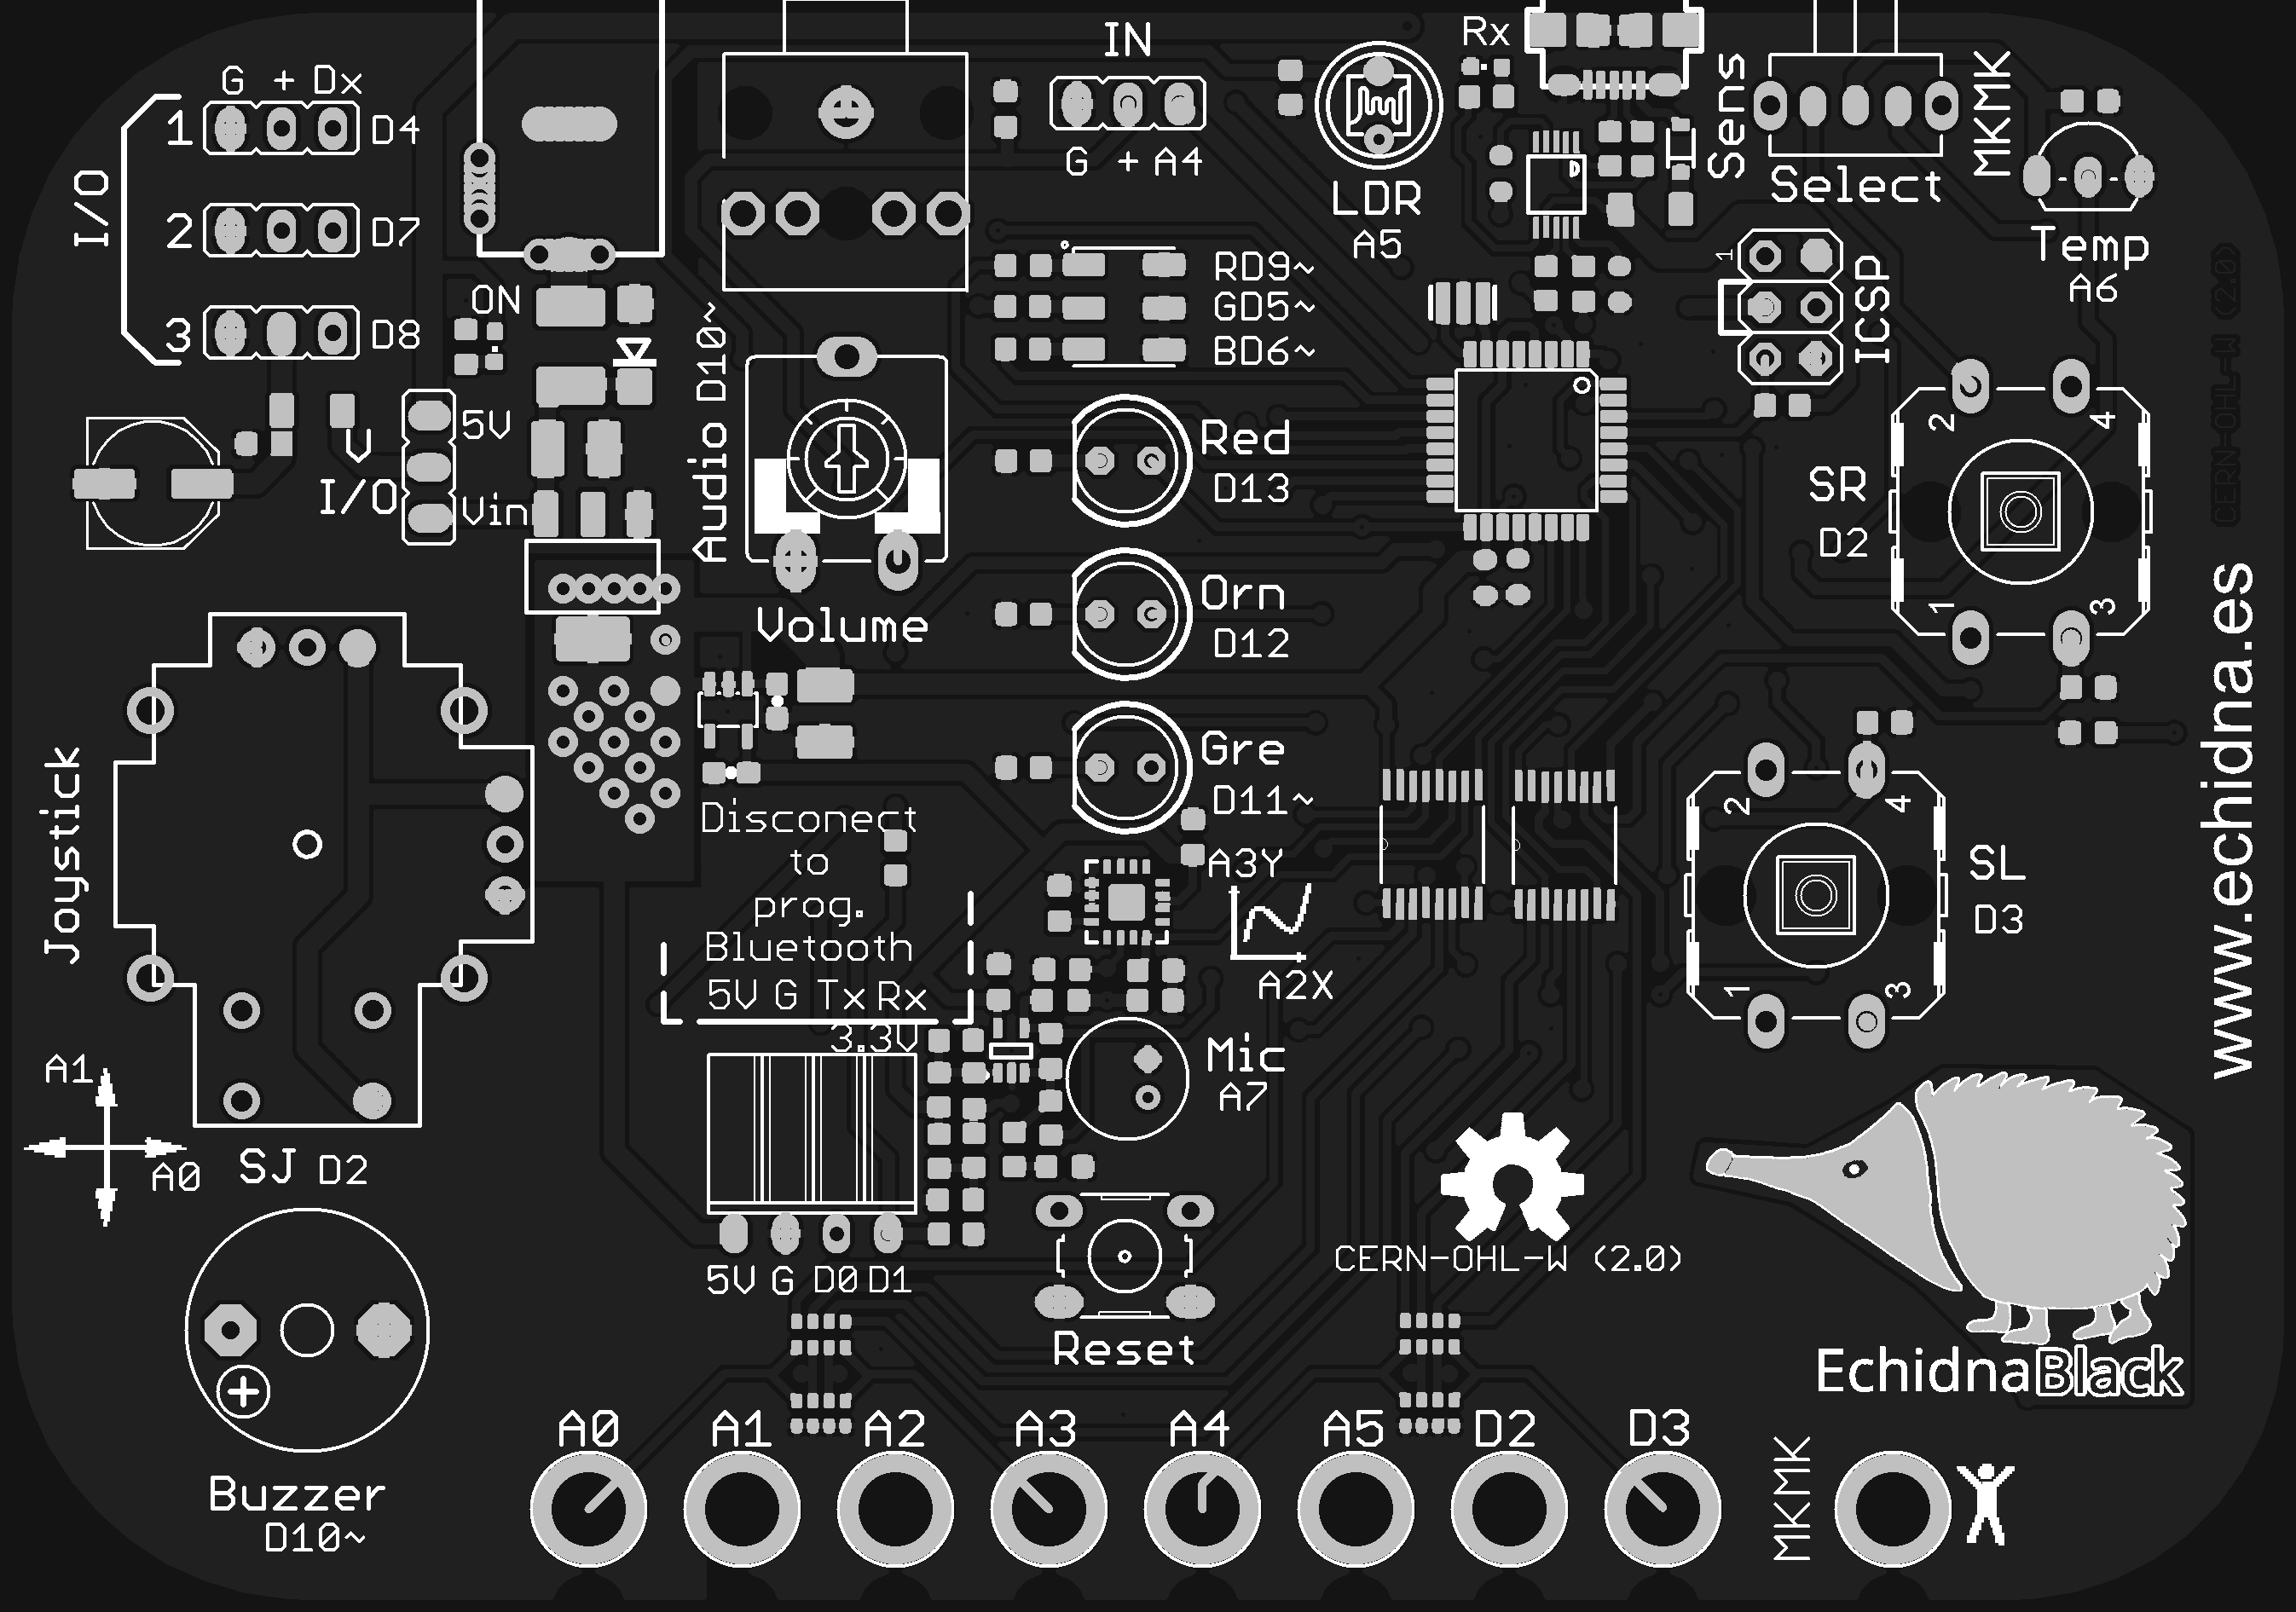 G + Dx
1 D4
2 D7
3 D8
I/O
ON
5V
V
I/O
Vin
Audio D10~
Volume
IN
G + A4
LDR
A5
Rx
Sens
Select
MKMK
Temp
A6
1
ICSP
RD9~
GD5~
BD6~
Red
D13
Orn
D12
Gre
D11~
SR
D2
2 4
1 3
CERN-OHL-W (2.0)
www.echidna.es
SL
D3
2 4
1 3
Joystick
A1
A0
SJ D2
Disconect
to
prog.
Bluetooth
5V G Tx Rx
3.3V
5V G D0 D1
A3Y
A2X
Mic
A7
Reset
CERN-OHL-W (2.0)
EchidnaBlack
Buzzer
D10~
A0 A1 A2 A3 A4 A5 D2 D3
MKMK